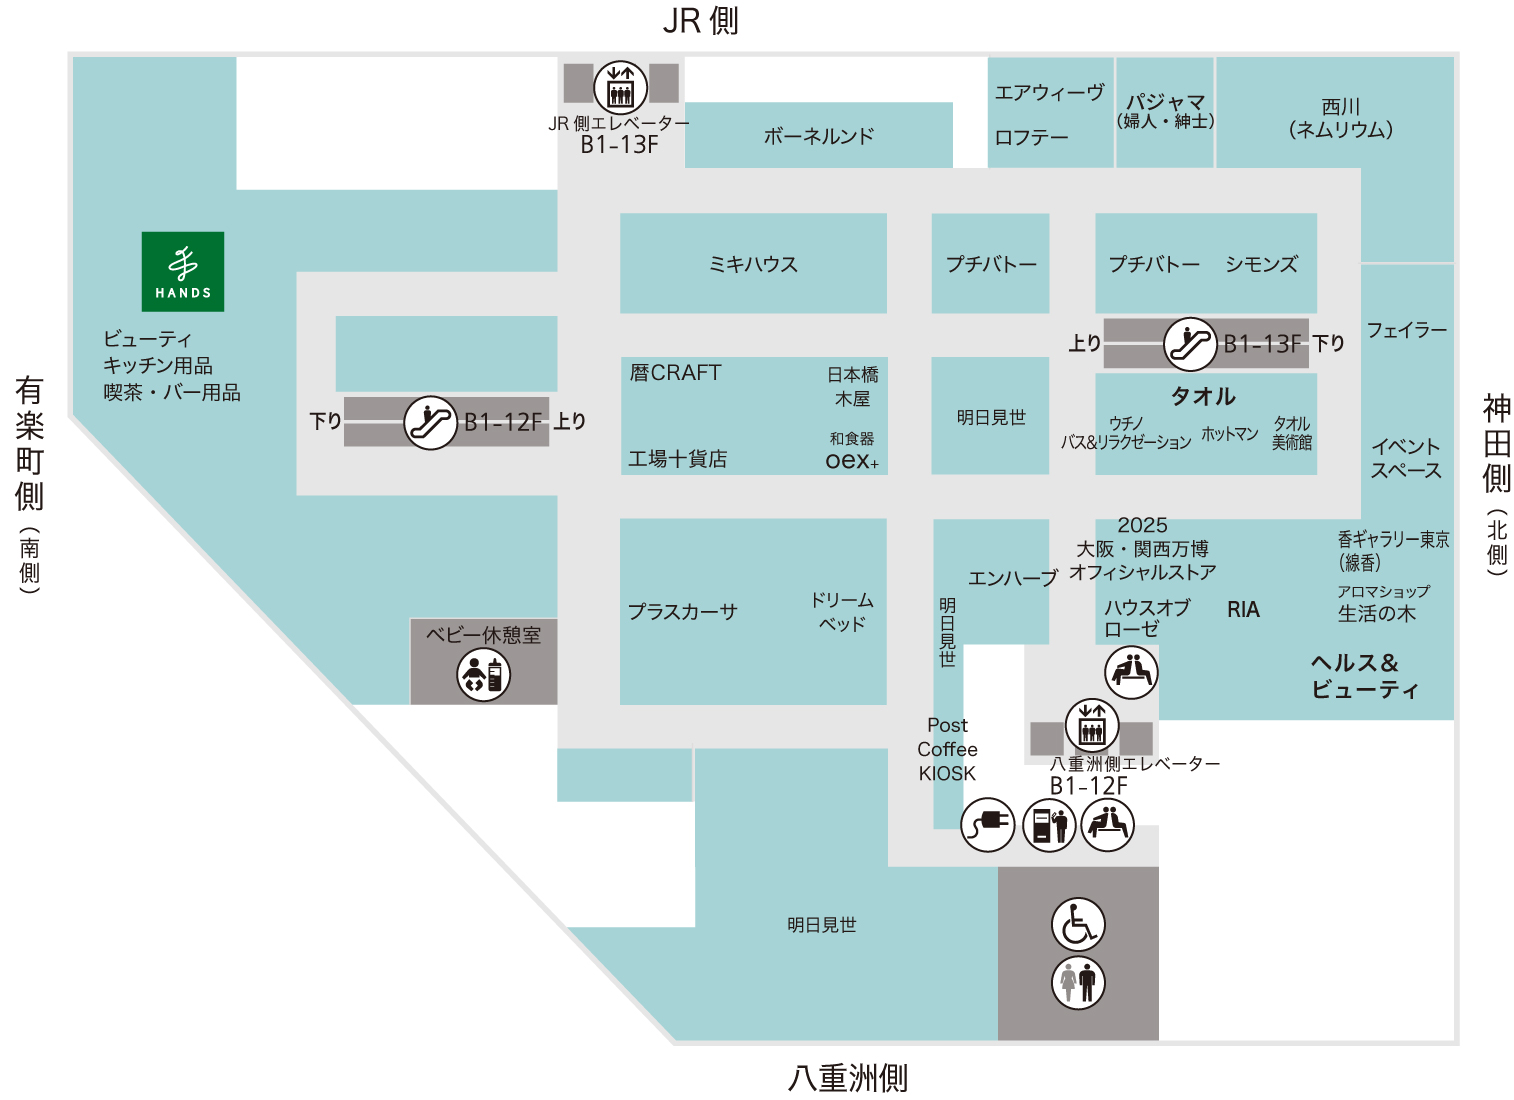 JR 側
JR 側エレベーター
B1-13F
ボーネルンド
エアウィーヴ
ロフテー
パジャマ
(婦人・紳士)
西川
(ネムリウム)
HANDS
ビューティ
キッチン用品
喫茶・バー用品
ミキハウス
プチバトー
プチバトー
シモンズ
上り
B1-13F
下り
フェイラー
有楽町側(南側)
神田側(北側)
下り
B1-12F
上り
暦CRAFT
日本橋
木屋
工場十貨店
和食器
oex+
明日見世
タオル
ウチノ
バス&リラクゼーション
ホットマン
タオル
美術館
イベント
スペース
2025
大阪・関西万博
オフィシャルストア
香ギャラリー東京
(線香)
アロマショップ
生活の木
エンハーブ
ハウスオブ
ローゼ
RIA
ヘルス&
ビューティ
プラスカーサ
ドリーム
ベッド
明日見世
ベビー休憩室
Post
Coffee
KIOSK
八重洲側エレベーター
B1-12F
明日見世
八重洲側